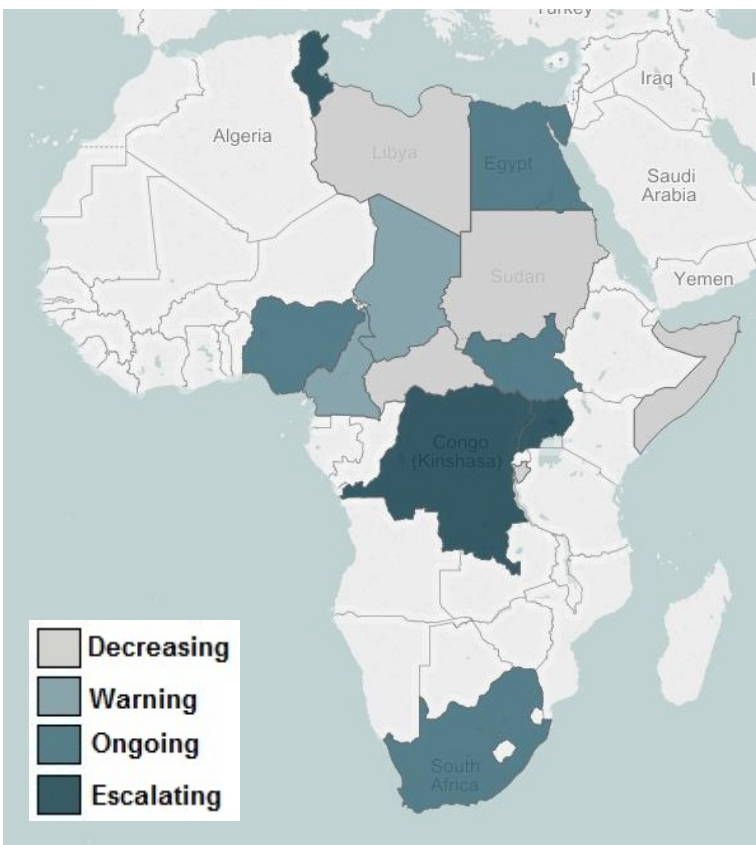 Turkey
Iraq
Algeria
Libya
Egypt
Saudi
Arabia
Sudan
Yemen
Congo
(Kinshasa)
South
Africa
Decreasing
Warning
Ongoing
Escalating